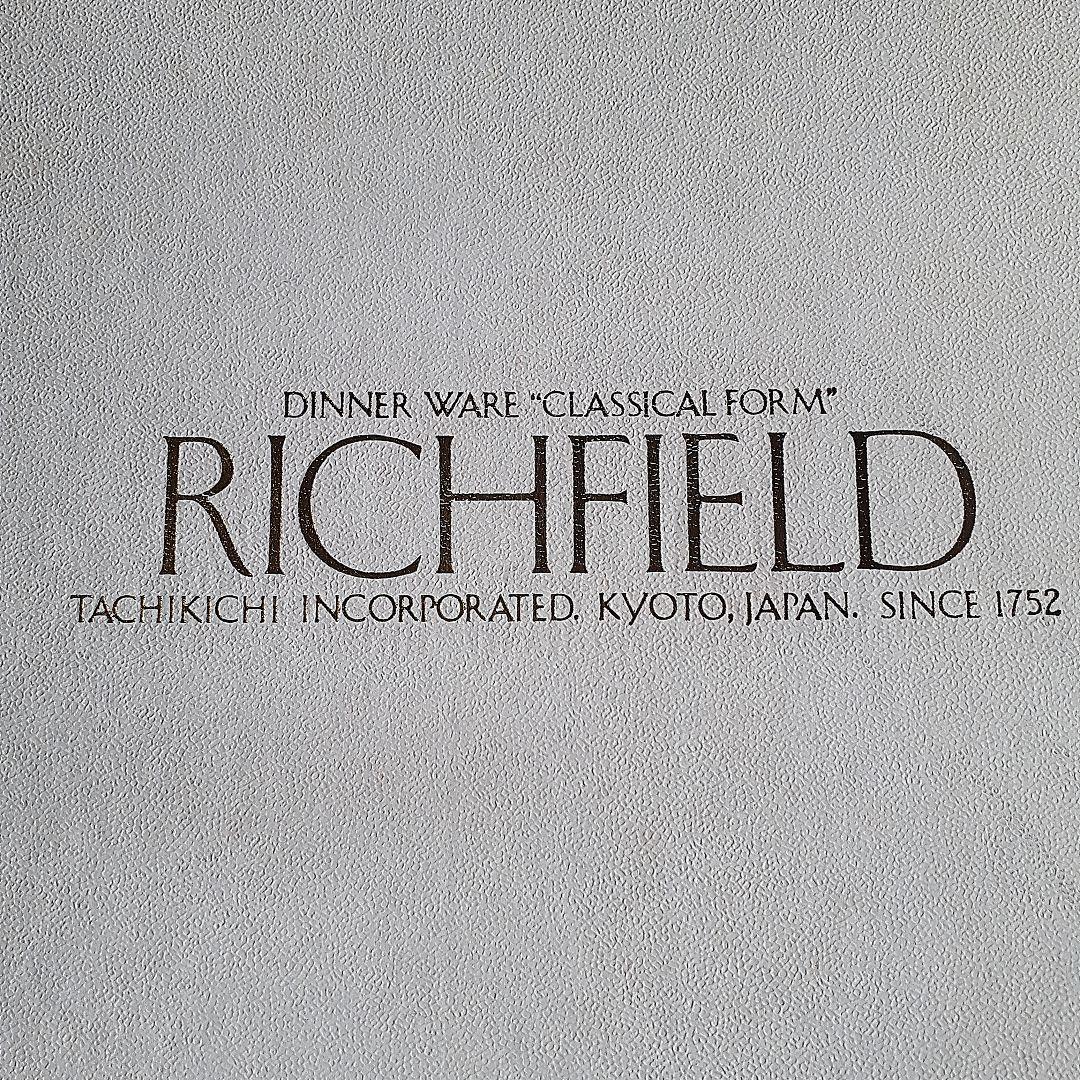 DINNER WARE “CLASSICAL FORM”
RICHFIELD
TACHIKICHI INCORPORATED. KYOTO, JAPAN. SINCE 1752